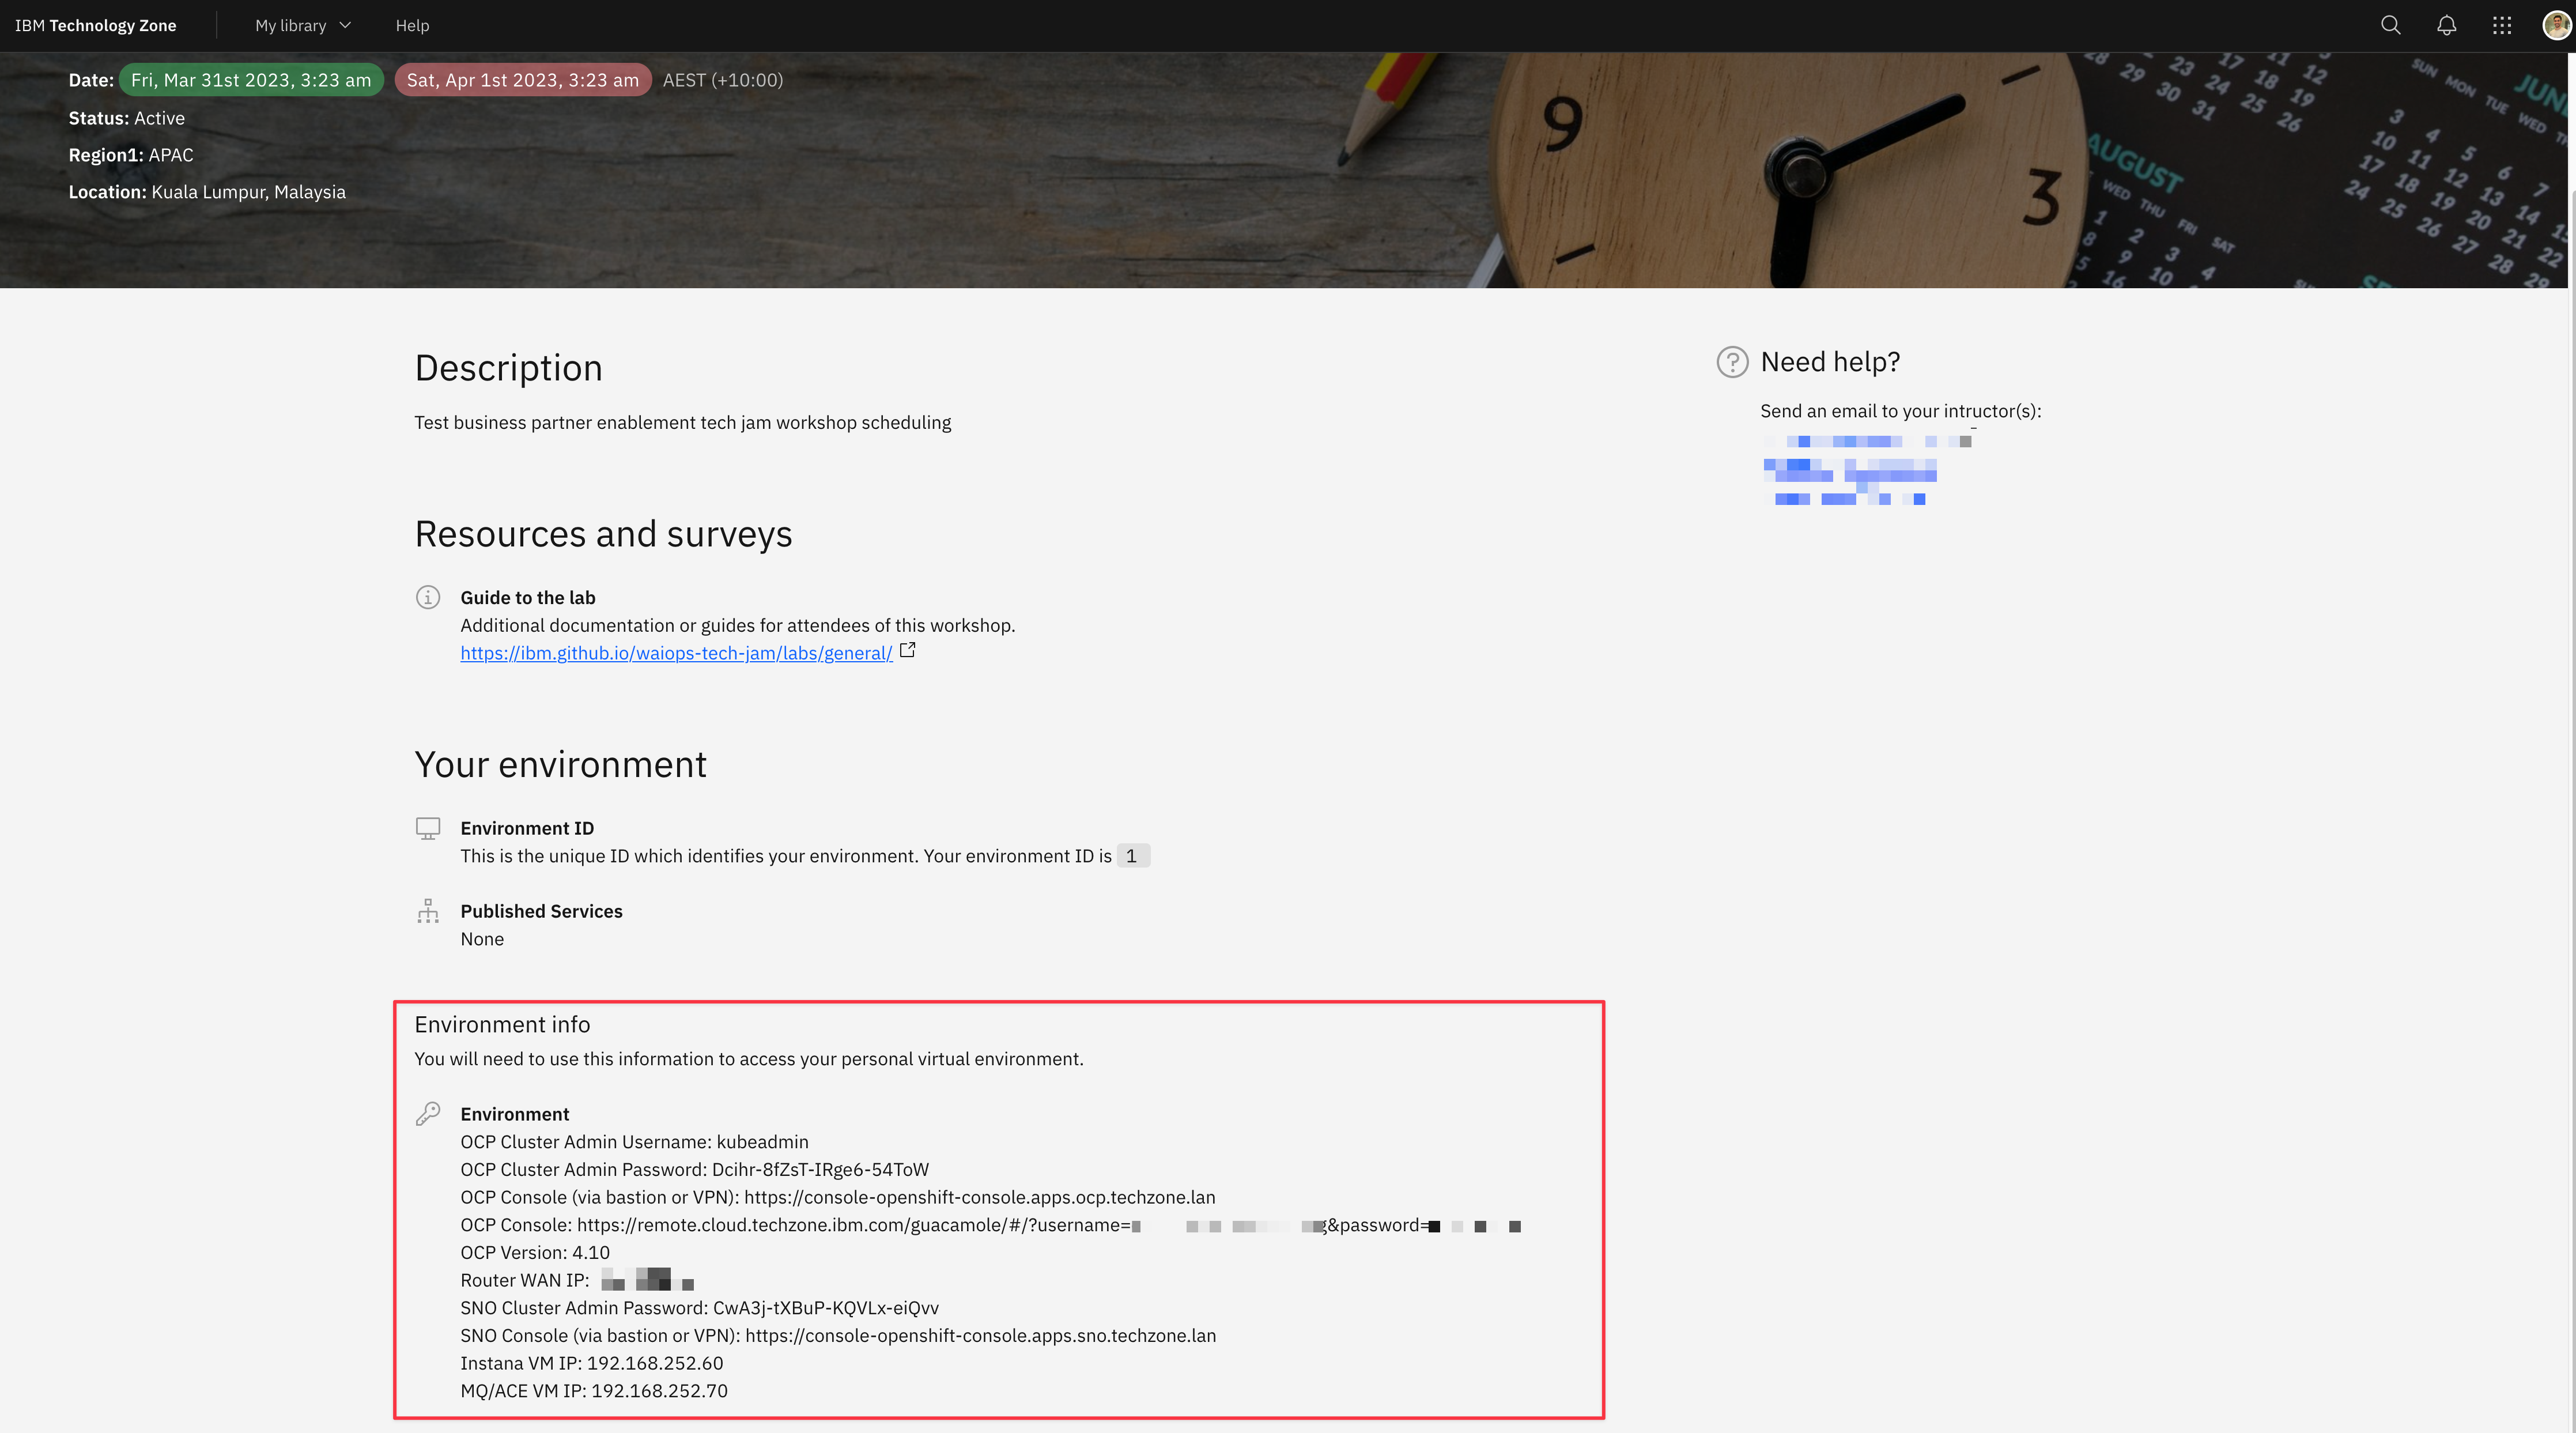 IBM Technology Zone
My library
Help
Date: Fri, Mar 31st 2023, 3:23 am Sat, Apr 1st 2023, 3:23 am AEST (+10:00)
Status: Active
Region1: APAC
Location: Kuala Lumpur, Malaysia
9
3
AUGUST
Description
Test business partner enablement tech jam workshop scheduling
Need help?
Send an email to your intructor(s):
Resources and surveys
Guide to the lab
Additional documentation or guides for attendees of this workshop.
https://ibm.github.io/waiops-tech-jam/labs/general/
Your environment
Environment ID
This is the unique ID which identifies your environment. Your environment ID is 1
Published Services
None
Environment info
You will need to use this information to access your personal virtual environment.
Environment
OCP Cluster Admin Username: kubeadmin
OCP Cluster Admin Password: Dcihr-8fZsT-IRge6-54ToW
OCP Console (via bastion or VPN): https://console-openshift-console.apps.ocp.techzone.lan
OCP Console: https://remote.cloud.techzone.ibm.com/guacamole/#/?username= &password=
OCP Version: 4.10
Router WAN IP:
SNO Cluster Admin Password: CwA3j-tXBuP-KQVLx-eiQvv
SNO Console (via bastion or VPN): https://console-openshift-console.apps.sno.techzone.lan
Instana VM IP: 192.168.252.60
MQ/ACE VM IP: 192.168.252.70